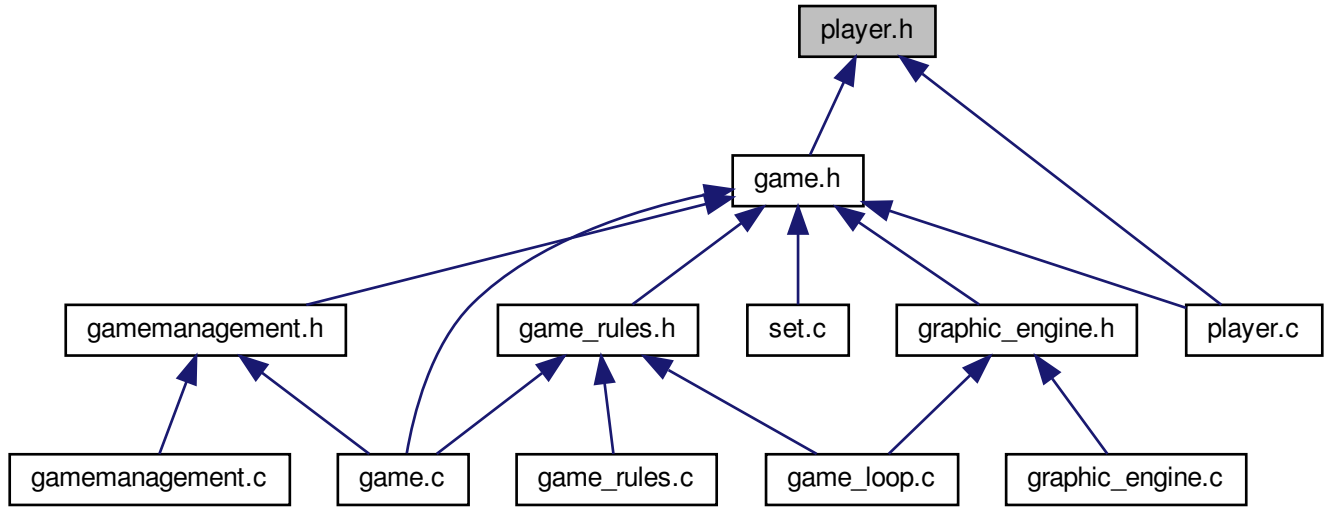 player.h
game.h
gamemanagement.h
game_rules.h
set.c
graphic_engine.h
player.c
gamemanagement.c
game.c
game_rules.c
game_loop.c
graphic_engine.c